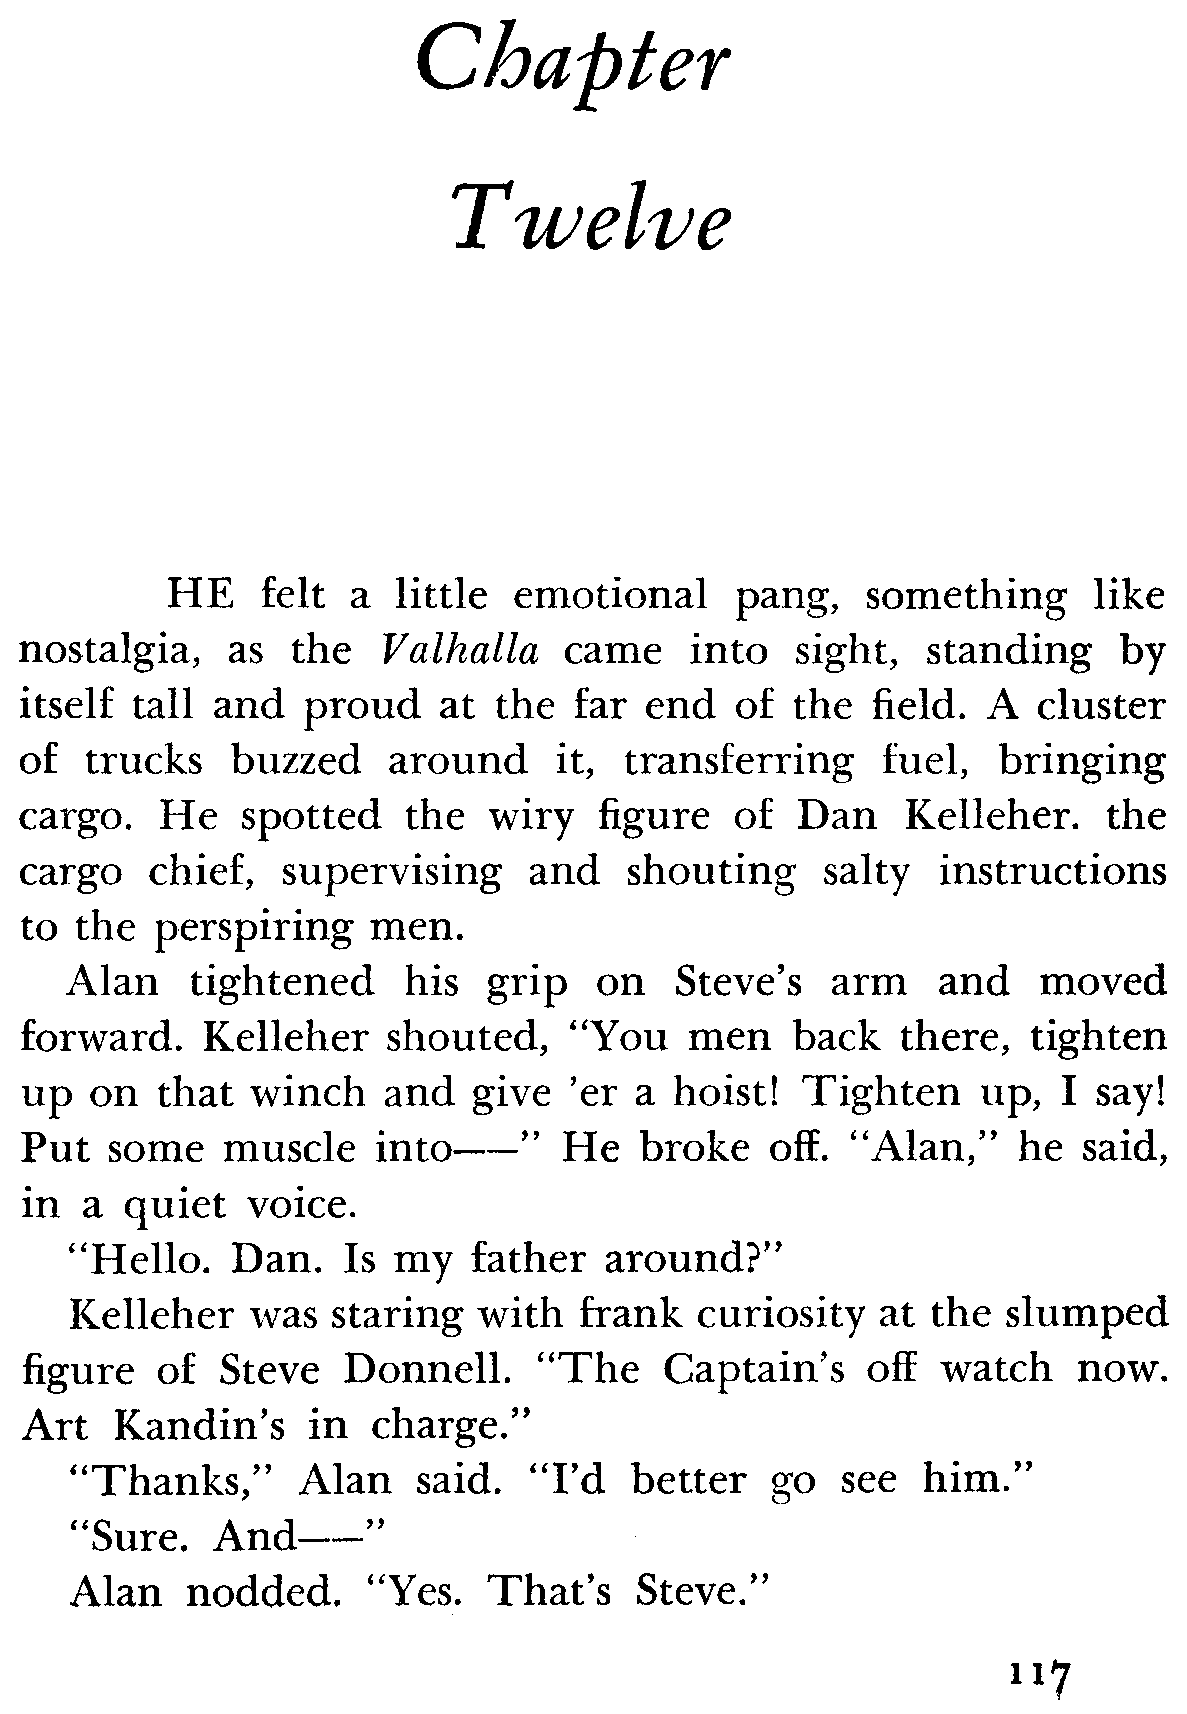 Chapter
Twelve
HE felt a little emotional pang, something like
nostalgia, as the Valhalla came into sight, standing by
itself tall and proud at the far end of the field. A cluster
of trucks buzzed around it, transferring fuel, bringing
cargo. He spotted the wiry figure of Dan Kelleher. the
cargo chief, supervising and shouting salty instructions
to the perspiring men.
Alan tightened his grip on Steve's arm and moved
forward. Kelleher shouted, “You men back there, tighten
up on that winch and give 'er a hoist! Tighten up, I say!
Put some muscle into——” He broke off. “Alan,” he said,
in a quiet voice.
“Hello. Dan. Is my father around?”
Kelleher was staring with frank curiosity at the slumped
figure of Steve Donnell. “The Captain's off watch now.
Art Kandin's in charge.”
“Thanks,” Alan said. “I'd better go see him.”
“Sure. And——”
Alan nodded. “Yes. That's Steve.”
117